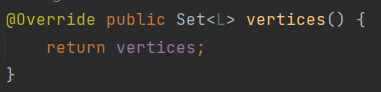 @Override public Set<L> vertices() {
    return vertices;
}